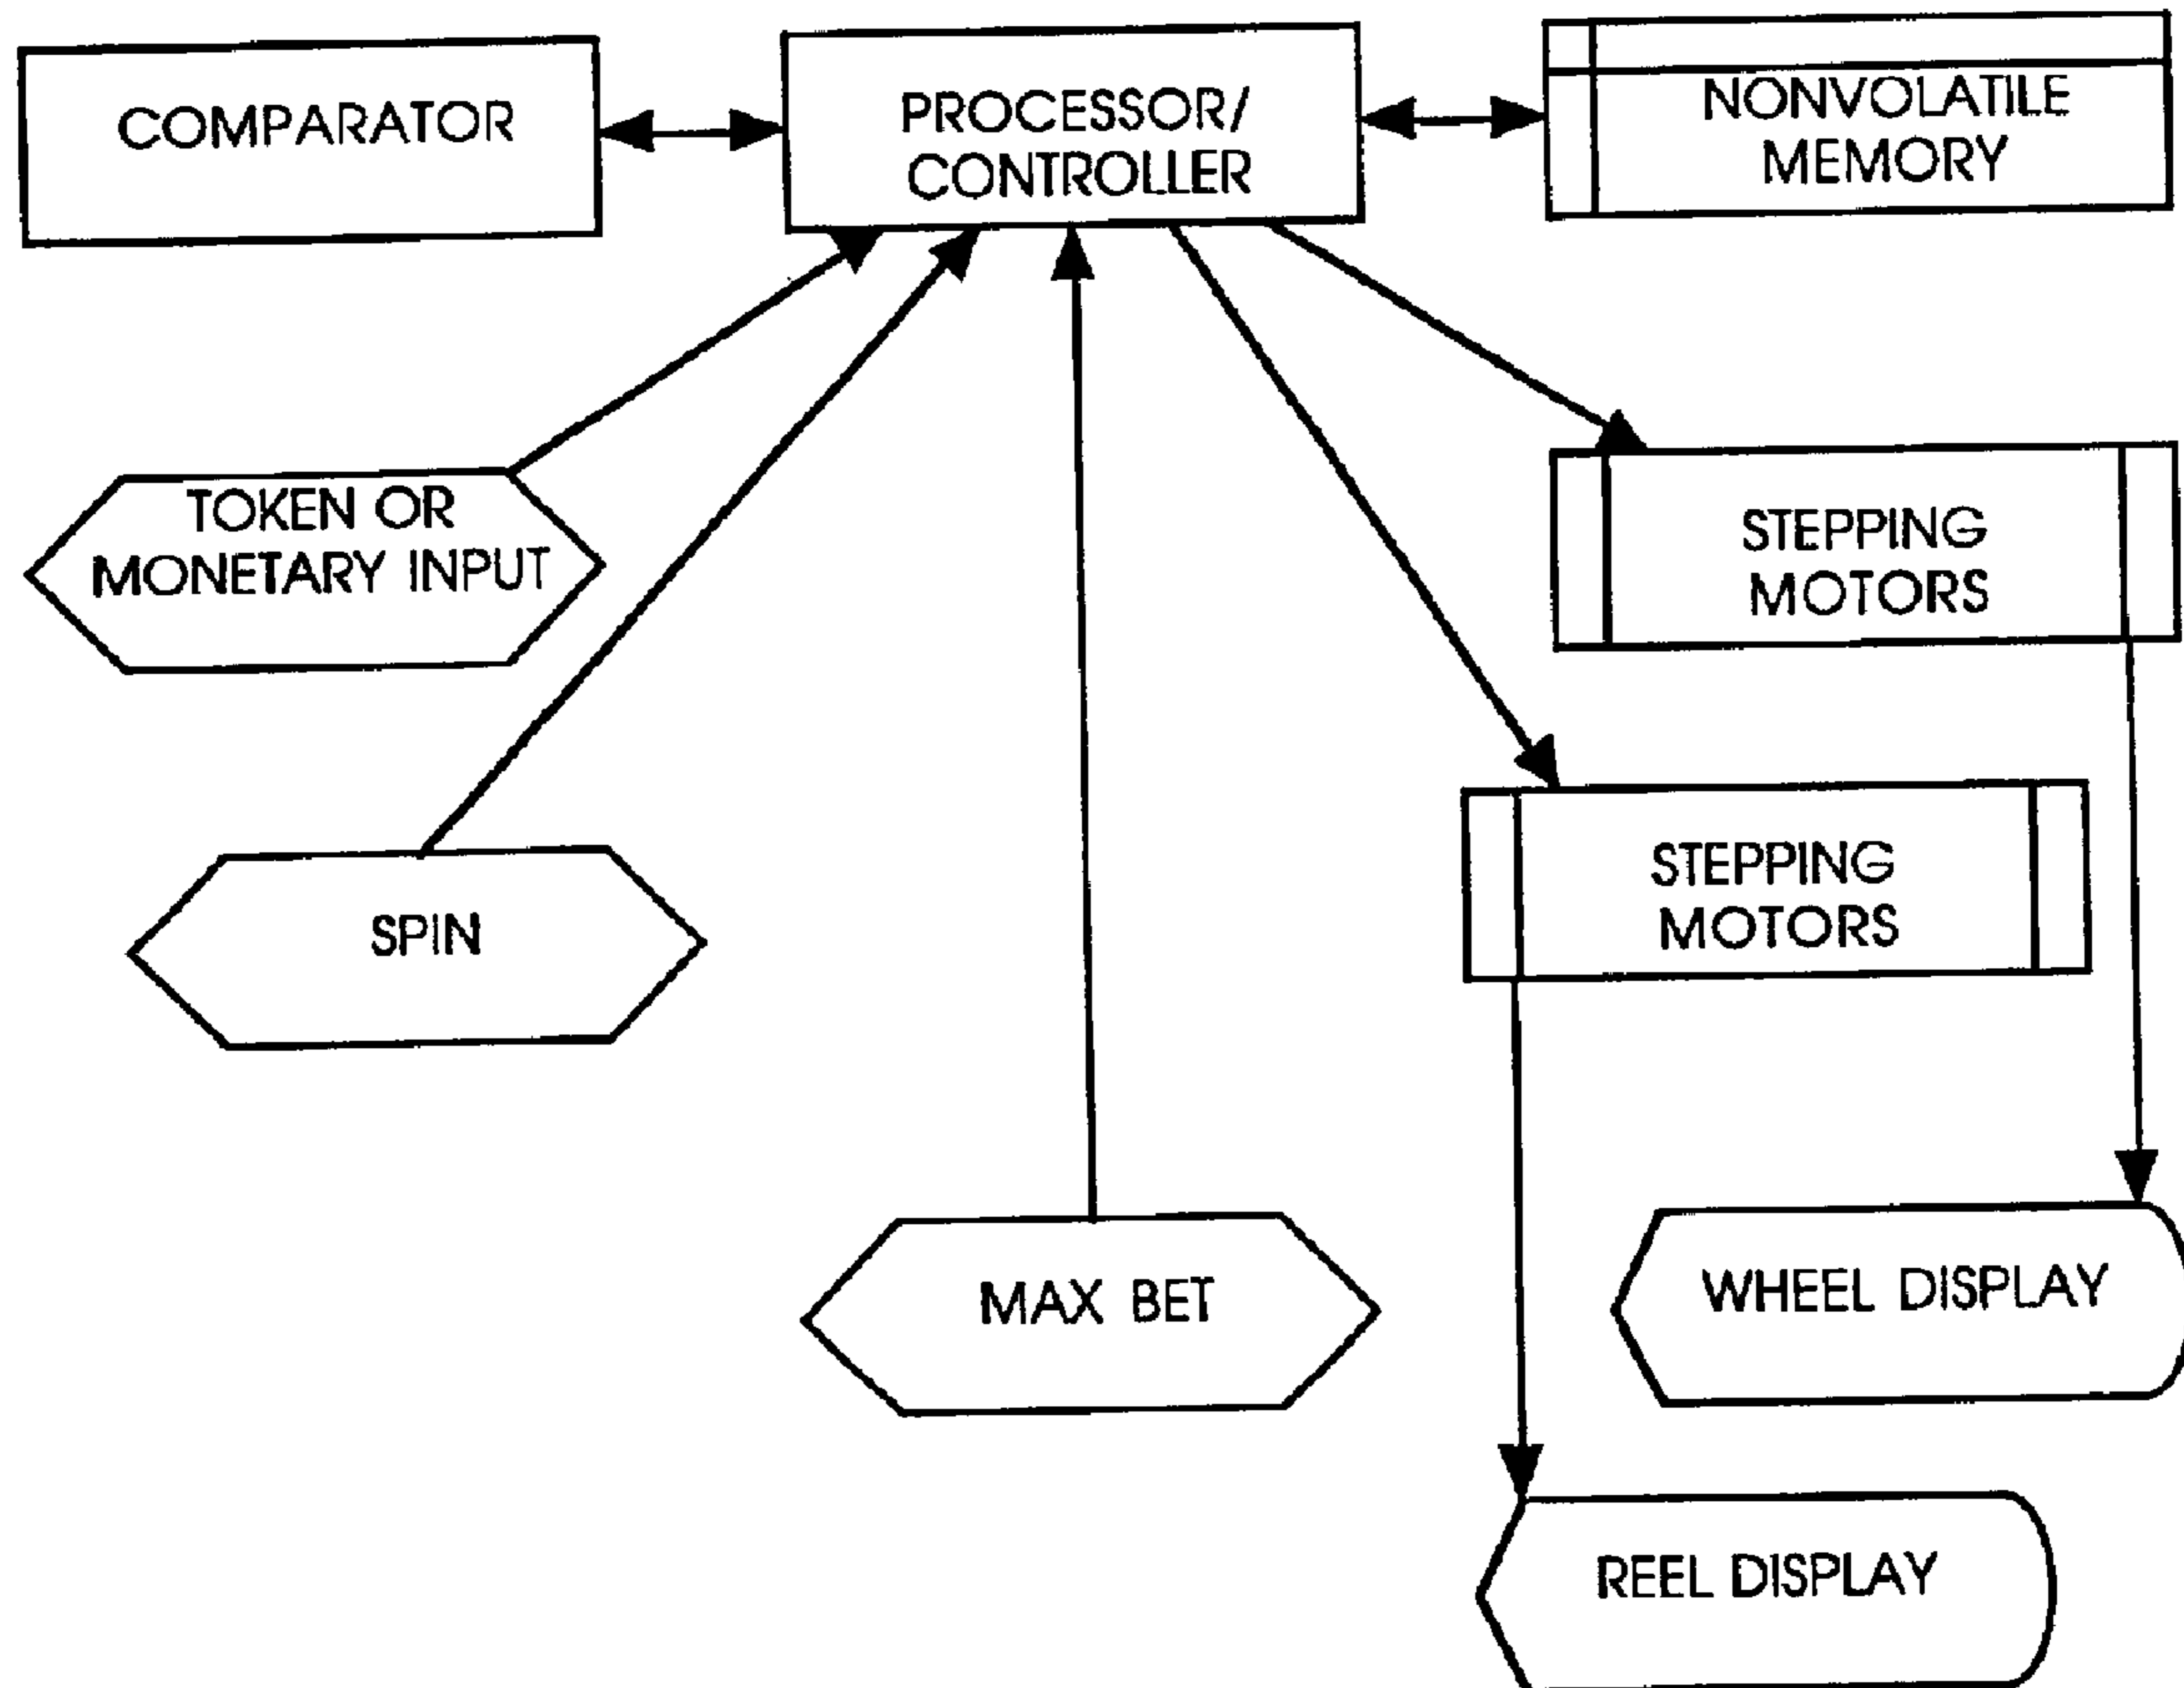 COMPARATOR
PROCESSOR/
CONTROLLER
NONVOLATILE
MEMORY
TOKEN OR
MONETARY INPUT
STEPPING
MOTORS
STEPPING
MOTORS
SPIN
MAX BET
WHEEL DISPLAY
REEL DISPLAY